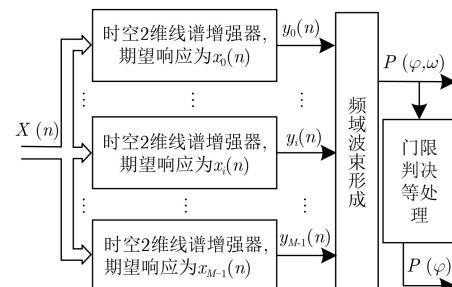 时空2维线谱增强器,
期望响应为x₀(n)
y₀(n)
P (φ,ω)
X (n)
时空2维线谱增强器,
期望响应为xᵢ(n)
yᵢ(n)
频域波束形成
门限
判决
等处
理
时空2维线谱增强器,
期望响应为x_{M-1}(n)
y_{M-1}(n)
P (φ)